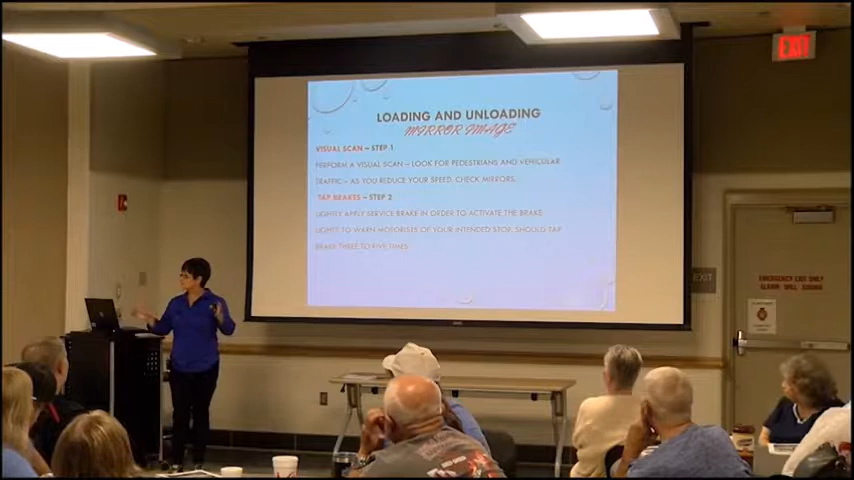 EXIT
LOADING AND UNLOADING
MIRROR IMAGE
VISUAL SCAN – STEP 1
PERFORM A VISUAL SCAN – LOOK FOR PEDESTRIANS AND VEHICULAR
TRAFFIC – AS YOU REDUCE YOUR SPEED, CHECK MIRRORS.
TAP BRAKES – STEP 2
LIGHTLY APPLY SERVICE BRAKE IN ORDER TO ACTIVATE THE BRAKE
LIGHTS TO WARN MOTORISTS OF YOUR INTENDED STOP. SHOULD TAP
BRAKE THREE TO FIVE TIMES
EXIT
EMERGENCY EXIT ONLY
ALARM WILL SOUND